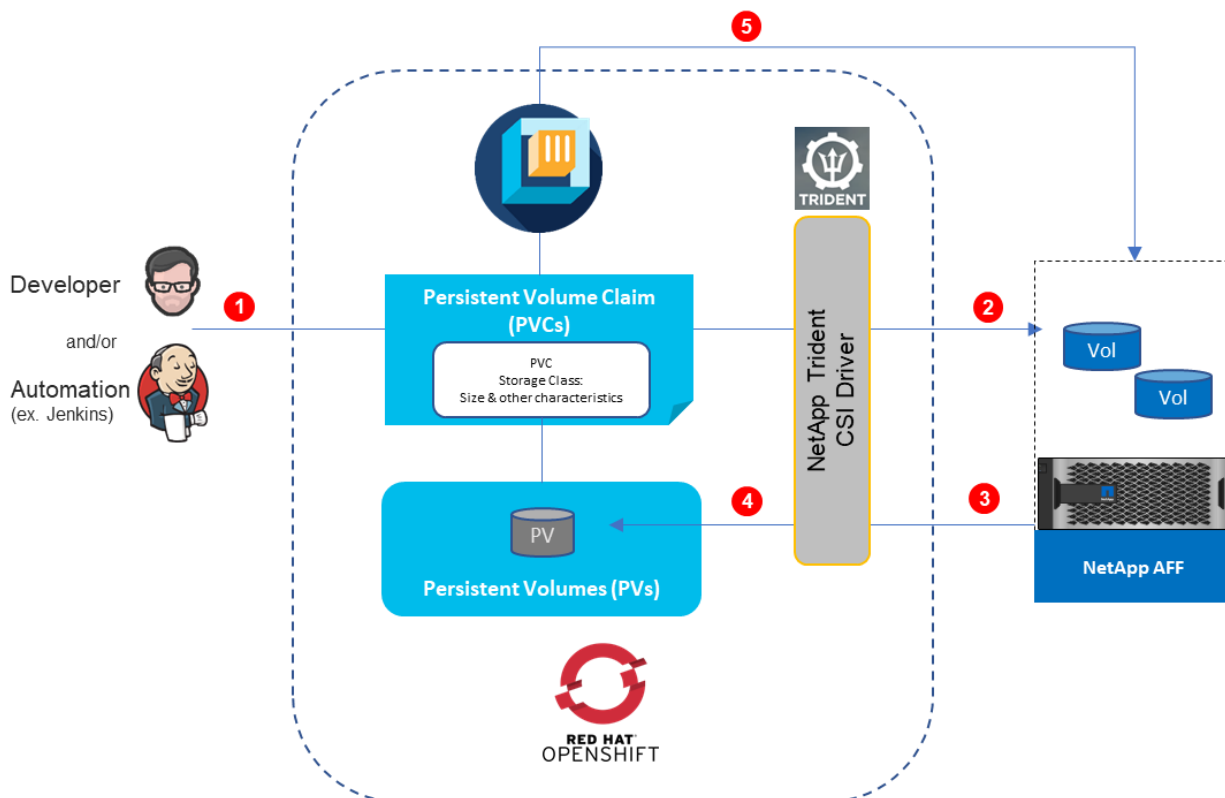 5
TRIDENT
Developer
and/or
Automation
(ex. Jenkins)
1
Persistent Volume Claim
(PVCs)
PVC
Storage Class:
Size & other characteristics
NetApp Trident
CSI Driver
2
Vol
Vol
4
3
PV
Persistent Volumes (PVs)
NetApp
NetApp AFF
RED HAT®
OPENSHIFT